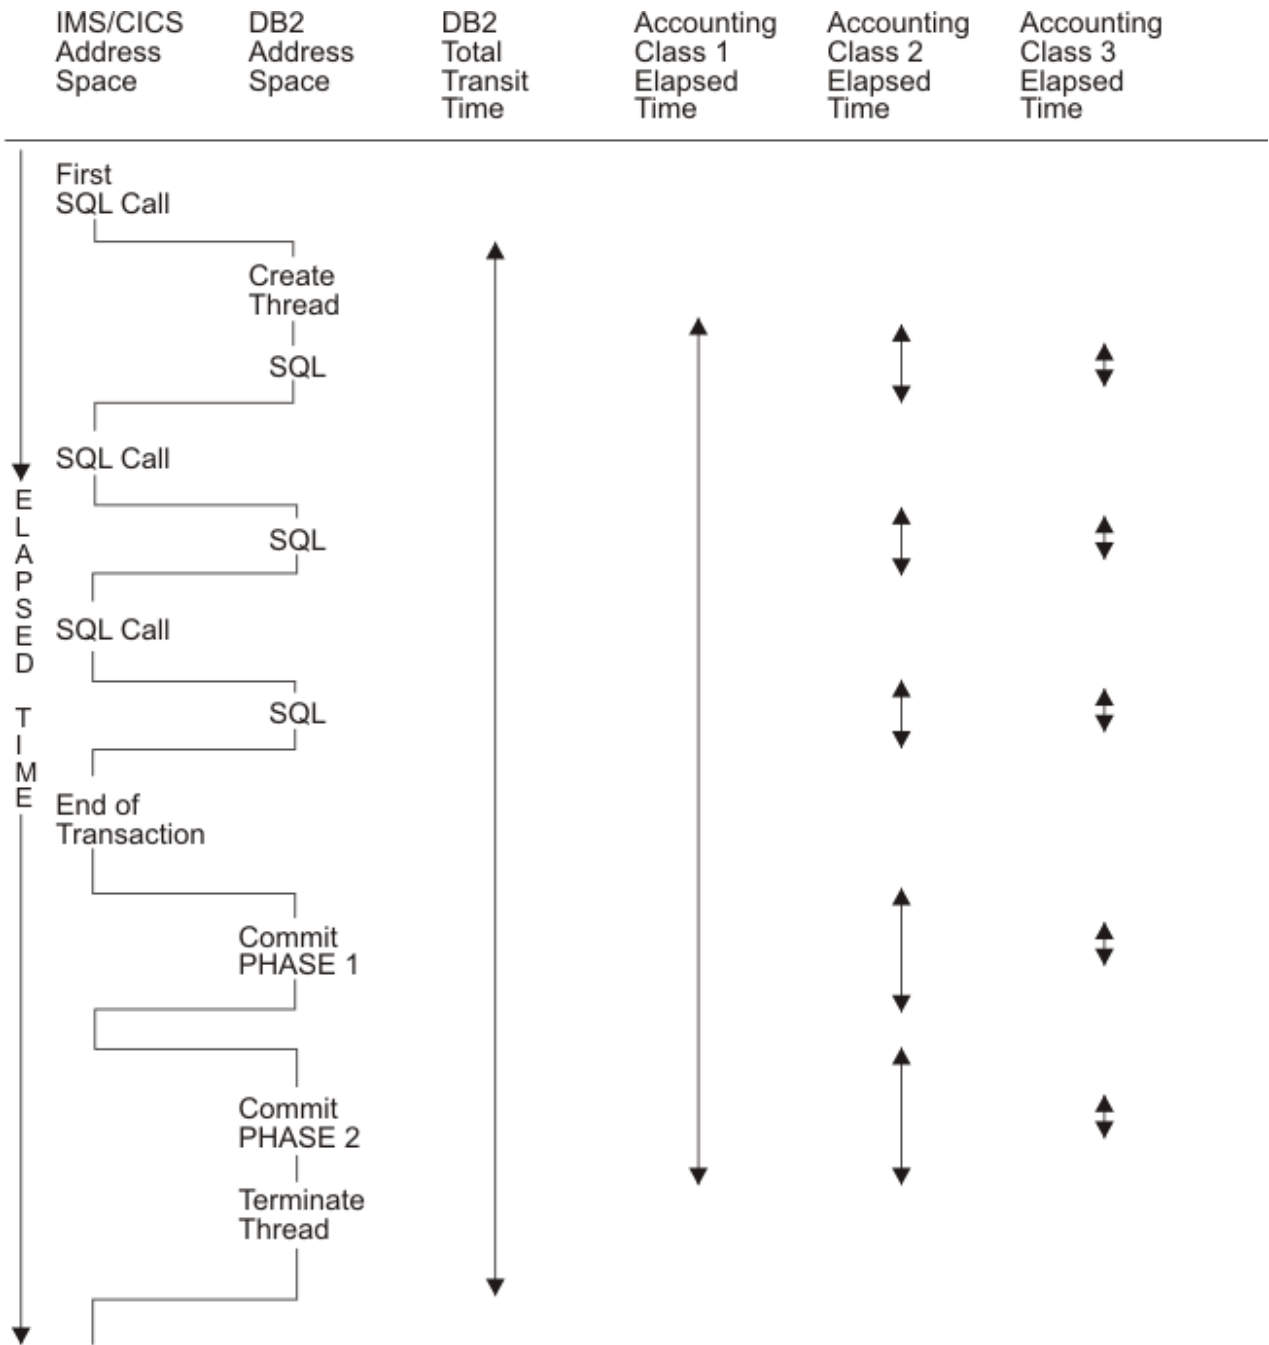 IMS/CICS
Address
Space
DB2
Address
Space
DB2
Total
Transit
Time
Accounting
Class 1
Elapsed
Time
Accounting
Class 2
Elapsed
Time
Accounting
Class 3
Elapsed
Time
First
SQL Call
Create
Thread
SQL
SQL Call
SQL
SQL Call
SQL
ELAPSED TIME
End of
Transaction
Commit
PHASE 1
Commit
PHASE 2
Terminate
Thread